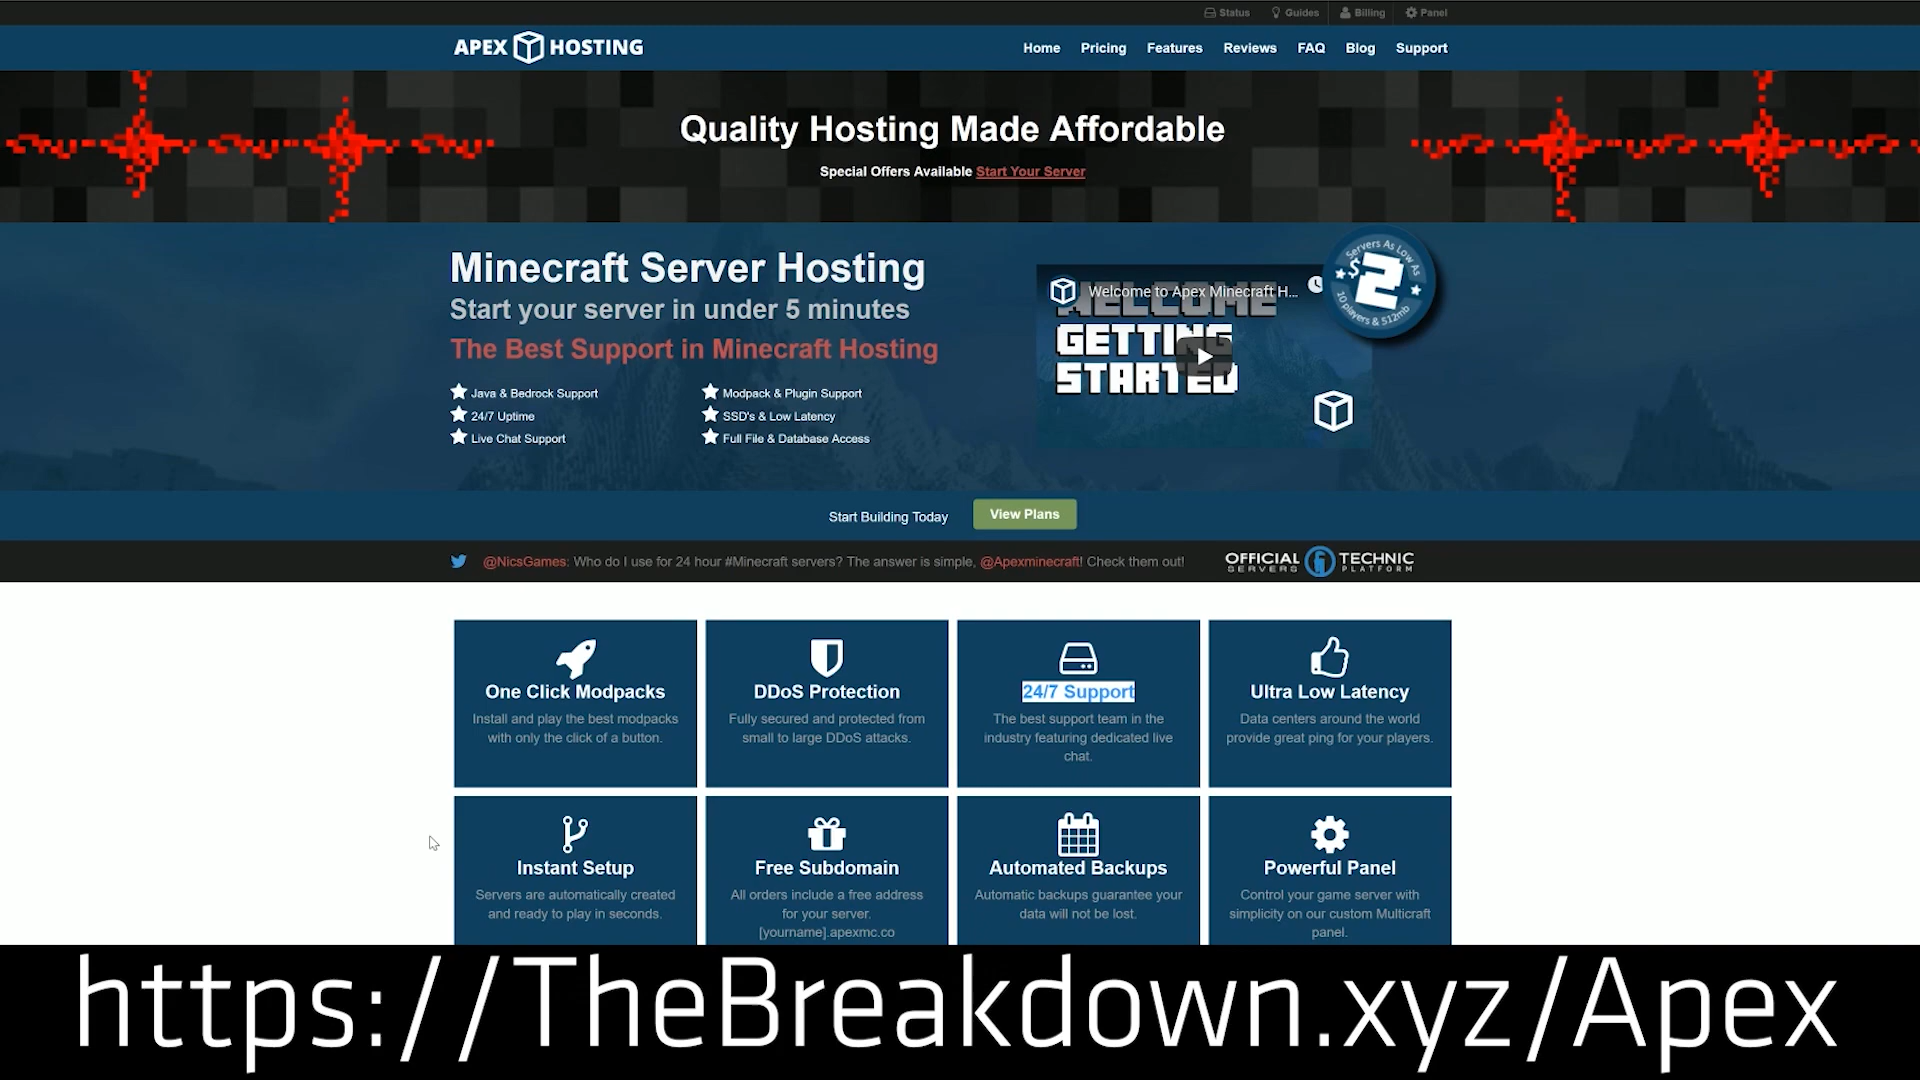 Status Guides Billing Panel
APEX HOSTING
Home Pricing Features Reviews FAQ Blog Support
Quality Hosting Made Affordable
Special Offers Available Start Your Server
Minecraft Server Hosting
Start your server in under 5 minutes
The Best Support in Minecraft Hosting
Java & Bedrock Support
Modpack & Plugin Support
24/7 Uptime
SSD's & Low Latency
Live Chat Support
Full File & Database Access
Welcome to Apex Minecraft H...
WELCOME
GETTING
STARTED
Servers As Low As
$2
10 players & 512mb
Start Building Today
View Plans
@NicsGames: Who do I use for 24 hour #Minecraft servers? The answer is simple, @Apexminecraft! Check them out!
OFFICIAL TECHNIC
SERVERS PLATFORM
One Click Modpacks
Install and play the best modpacks
with only the click of a button.
DDoS Protection
Fully secured and protected from
small to large DDoS attacks.
24/7 Support
The best support team in the
industry featuring dedicated live
chat.
Ultra Low Latency
Data centers around the world
provide great ping for your players.
Instant Setup
Servers are automatically created
and ready to play in seconds.
Free Subdomain
All orders include a free address
for your server.
[yourname].apexmc.co
Automated Backups
Automatic backups guarantee your
data will not be lost.
Powerful Panel
Control your game server with
simplicity on our custom Multicraft
panel.
https://TheBreakdown.xyz/Apex